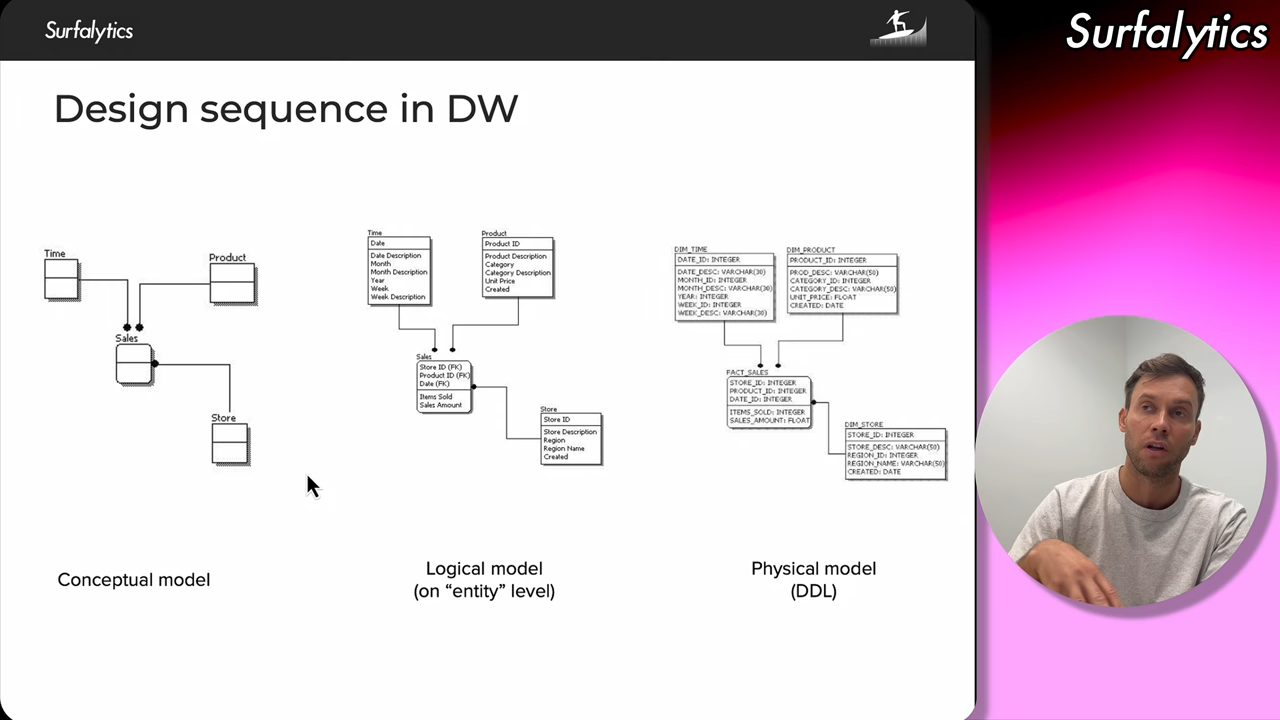 Surfalytics
Surfalytics
Design sequence in DW
Time
Product
Sales
Store
Conceptual model
Time
Date
Date Description
Month
Month Description
Year
Week
Week Description
Product
Product ID
Product Description
Category
Category Description
Unit Price
Created
Sales
Store ID (FK)
Product ID (FK)
Date (FK)
Items Sold
Sales Amount
Store
Store ID
Store Description
Region
Region Name
Created
Logical model
(on “entity” level)
DIM_TIME
DATE_ID: INTEGER
DATE_DESC: VARCHAR(30)
MONTH_ID: INTEGER
MONTH_DESC: VARCHAR(30)
YEAR: INTEGER
WEEK_ID: INTEGER
WEEK_DESC: VARCHAR(30)
DIM_PRODUCT
PRODUCT_ID: INTEGER
PROD_DESC: VARCHAR(50)
CATEGORY_ID: INTEGER
CATEGORY_DESC: VARCHAR(50)
UNIT_PRICE: FLOAT
CREATED: DATE
FACT_SALES
STORE_ID: INTEGER
PRODUCT_ID: INTEGER
DATE_ID: INTEGER
ITEMS_SOLD: INTEGER
SALES_AMOUNT: FLOAT
DIM_STORE
STORE_ID: INTEGER
STORE_DESC: VARCHAR(50)
REGION_ID: INTEGER
REGION_NAME: VARCHAR(50)
CREATED: DATE
Physical model
(DDL)